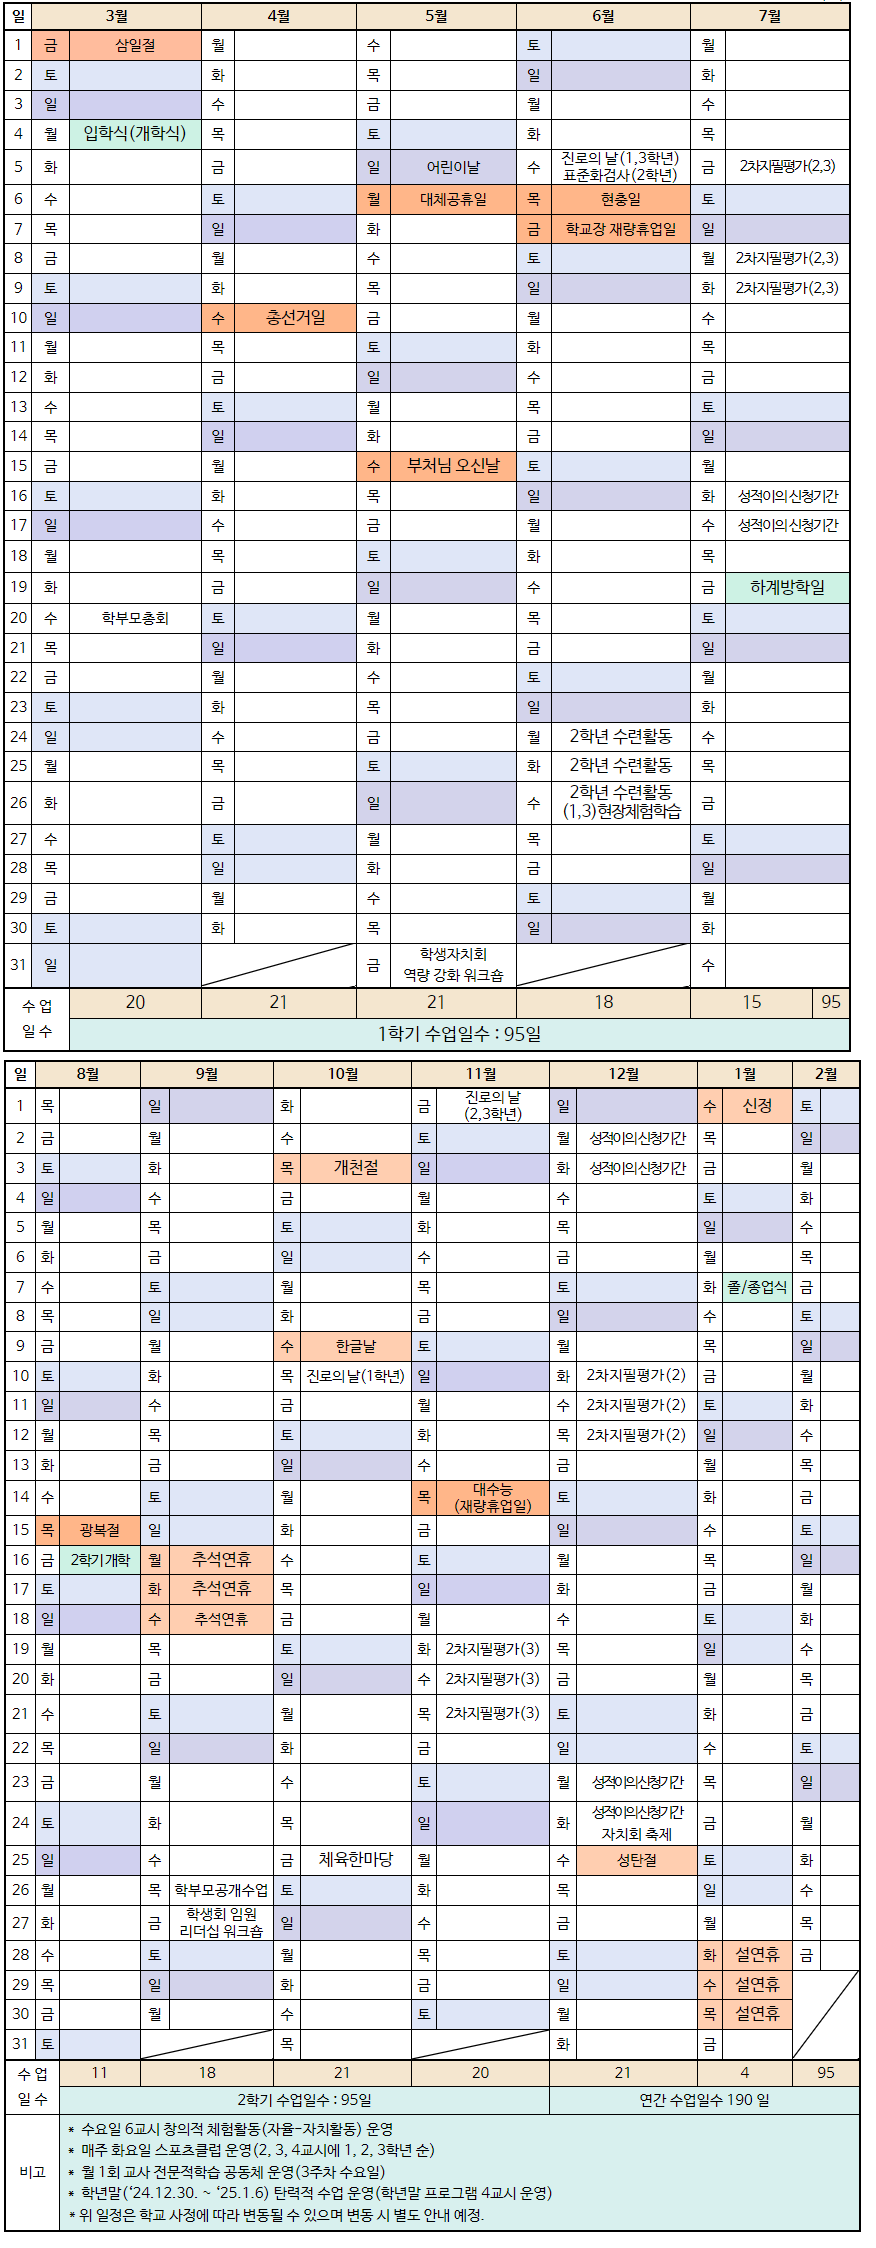 일 3월 4월 5월 6월 7월
1 금 삼일절 월 수 토 월
2 토 화 목 일 화
3 일 수 금 월 수
4 월 입학식(개학식) 목 토 화 목
5 화 금 일 어린이날 수 진로의 날(1,3학년) 금 2차지필평가(2,3)
표준화검사(2학년)
6 수 토 월 대체공휴일 목 현충일 토
7 목 일 화 금 학교장 재량휴업일 일
8 금 월 수 토 월 2차지필평가(2,3)
9 토 화 목 일 화 2차지필평가(2,3)
10 일 수 총선거일 금 월 수
11 월 목 토 화 목
12 화 금 일 수 금
13 수 토 월 목 토
14 목 일 화 금 일
15 금 월 수 부처님 오신날 토 월
16 토 화 목 일 화 성적이의 신청기간
17 일 수 금 월 수 성적이의 신청기간
18 월 목 토 화 목
19 화 금 일 수 금 하계방학일
20 수 학부모총회 토 월 목 토
21 목 일 화 금 일
22 금 월 수 토 월
23 토 화 목 일 화
24 일 수 금 월 2학년 수련활동 수
25 월 목 토 화 2학년 수련활동 목
26 화 금 일 수 2학년 수련활동 금
(1,3)현장체험학습
27 수 토 월 목 토
28 목 일 화 금 일
29 금 월 수 토 월
30 토 화 목 일 화
31 일 금 학생자치회 수
역량 강화 워크숍
수 업 20 21 21 18 15 95
일 수 1학기 수업일수 : 95일
일 8월 9월 10월 11월 12월 1월 2월
1 목 일 화 금 진로의 날 일 수 신정 토
(2,3학년)
2 금 월 수 토 월 성적이의 신청기간 목 일
3 토 화 목 개천절 일 화 성적이의 신청기간 금 월
4 일 수 금 월 수 토 화
5 월 목 토 화 목 일 수
6 화 금 일 수 금 월 목
7 수 토 월 목 토 화 졸/종업식 금
8 목 일 화 금 일 수 토
9 금 월 수 한글날 토 월 목 일
10 토 화 목 진로의 날(1학년) 일 화 2차지필평가(2) 금 월
11 일 수 금 월 수 2차지필평가(2) 토 화
12 월 목 토 화 목 2차지필평가(2) 일 수
13 화 금 일 수 금 월 목
14 수 토 월 목 대수능 토 화 금
(재량휴업일)
15 목 광복절 일 화 금 일 수 토
16 금 2학기 개학 월 추석연휴 수 토 월 목 일
17 토 화 추석연휴 목 일 화 금 월
18 일 수 추석연휴 금 월 수 토 화
19 월 목 토 화 2차지필평가(3) 목 일 수
20 화 금 일 수 2차지필평가(3) 금 월 목
21 수 토 월 목 2차지필평가(3) 토 화 금
22 목 일 화 금 일 수 토
23 금 월 수 토 월 성적이의신청기간 목 일
24 토 화 목 일 화 성적이의신청기간 금 월
자치회 축제
25 일 수 금 체육한마당 월 수 성탄절 토 화
26 월 목 학부모공개수업 토 화 목 일 수
27 화 금 학생회 임원 일 수 금 월 목
리더십 워크숍
28 수 토 월 목 토 화 설연휴 금
29 목 일 화 금 일 수 설연휴
30 금 월 수 토 월 목 설연휴
31 토 목 화 금
수 업 11 18 21 20 21 4 95
일 수 2학기 수업일수 : 95일 연간 수업일수 190 일
비고
* 수요일 6교시 창의적 체험활동(자율-자치활동) 운영
* 매주 화요일 스포츠클럽 운영(2, 3, 4교시에 1, 2, 3학년 순)
* 월 1회 교사 전문적학습 공동체 운영(3주차 수요일)
* 학년말(‘24.12.30. ~ ‘25.1.6) 탄력적 수업 운영(학년말 프로그램 4교시 운영)
* 위 일정은 학교 사정에 따라 변동될 수 있으며 변동 시 별도 안내 예정.